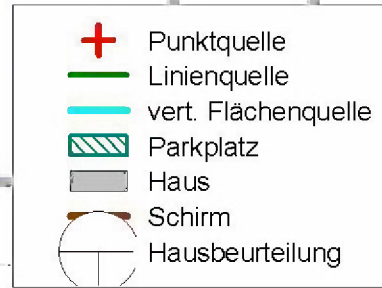 Punktquelle
Linienquelle
vert. Flächenquelle
Parkplatz
Haus
Schirm
Hausbeurteilung